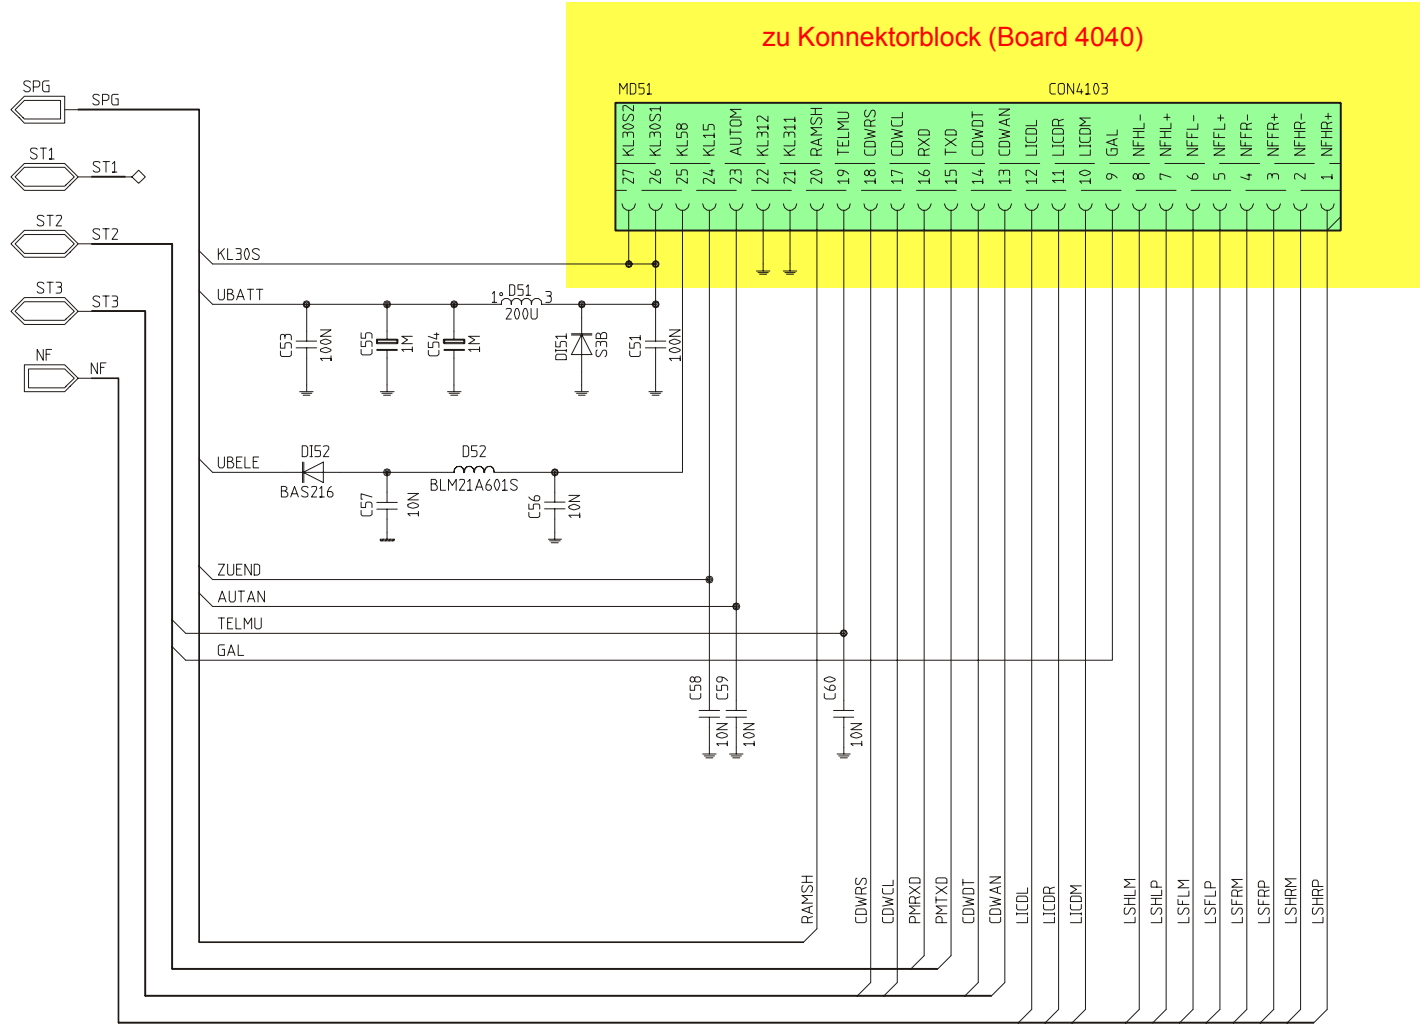 zu Konnektorblock (Board 4040)
MD51
CON4103
SPG
SPG
ST1
ST1
ST2
ST2
ST3
ST3
NF
NF
27 KL30S2
26 KL30S1
25 KL58
24 KL15
23 AUTOM
22 KL312
21 KL311
20 RAMSH
19 TELMU
18 CDWRS
17 CDWCL
16 RXD
15 TXD
14 CDWDT
13 CDWAN
12 LICDL
11 LICDR
10 LICDM
9 GAL
8 NFHL-
7 NFHL+
6 NFFL-
5 NFFL+
4 NFFR-
3 NFFR+
2 NFHR-
1 NFHR+
KL30S
UBATT
1° D51 3
200U
C53 100N
C55 1M
C54 1M
DI51 S3B
C51 100N
UBELE
DI52
BAS216
D52
BLM21A601S
C57 10N
C56 10N
ZUEND
AUTAN
TELMU
GAL
C58 10N
C59 10N
C60 10N
RAMSH
CDWRS
CDWCL
PMRXD
PMTXD
CDWDT
CDWAN
LICDL
LICDR
LICDM
LSHLM
LSHLP
LSFLM
LSFLP
LSFRM
LSFRP
LSHRM
LSHRP